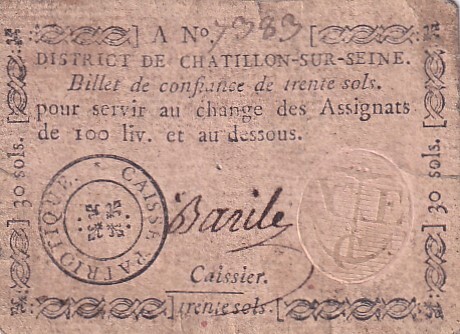 A No. 7383
DISTRICT DE CHATILLON-SUR-SEINE.
Billet de confiance de trente sols.
pour servir au change des Assignats
de 100 liv. et au dessous.
30 sols.
30 sols.
CAISSE PATRIOTIQUE.
Caissier.
trente sols.